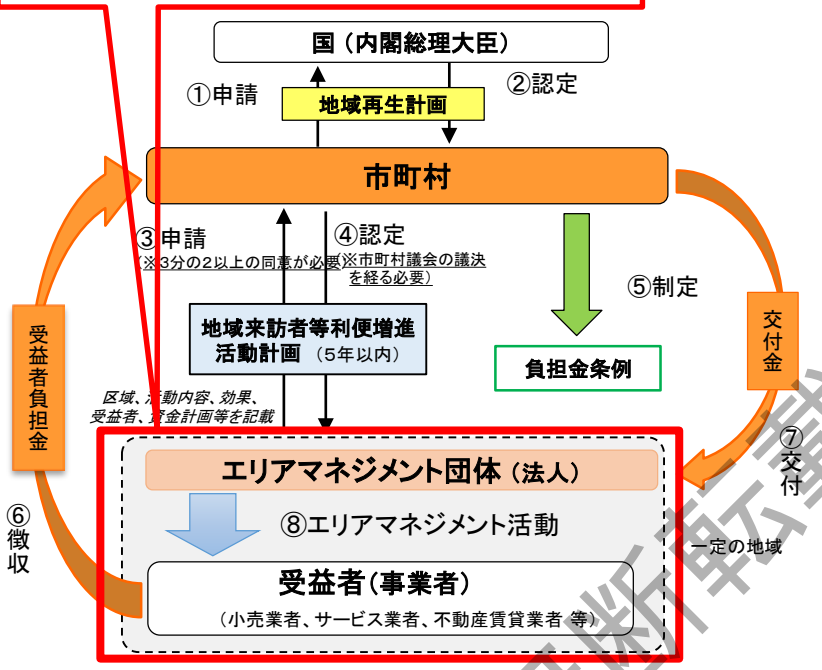 国（内閣総理大臣）
①申請
②認定
地域再生計画
市町村
③申請
（※3分の2以上の同意が必要）
④認定
（※市町村議会の議決
を経る必要）
⑤制定
地域来訪者等利便増進
活動計画（5年以内）
負担金条例
受益者負担金
交付金
区域、活動内容、効果、
受益者、資金計画等を記載
⑥徴収
⑦交付
エリアマネジメント団体（法人）
⑧エリアマネジメント活動
一定の地域
受益者（事業者）
（小売業者、サービス業者、不動産賃貸業者 等）
断転載